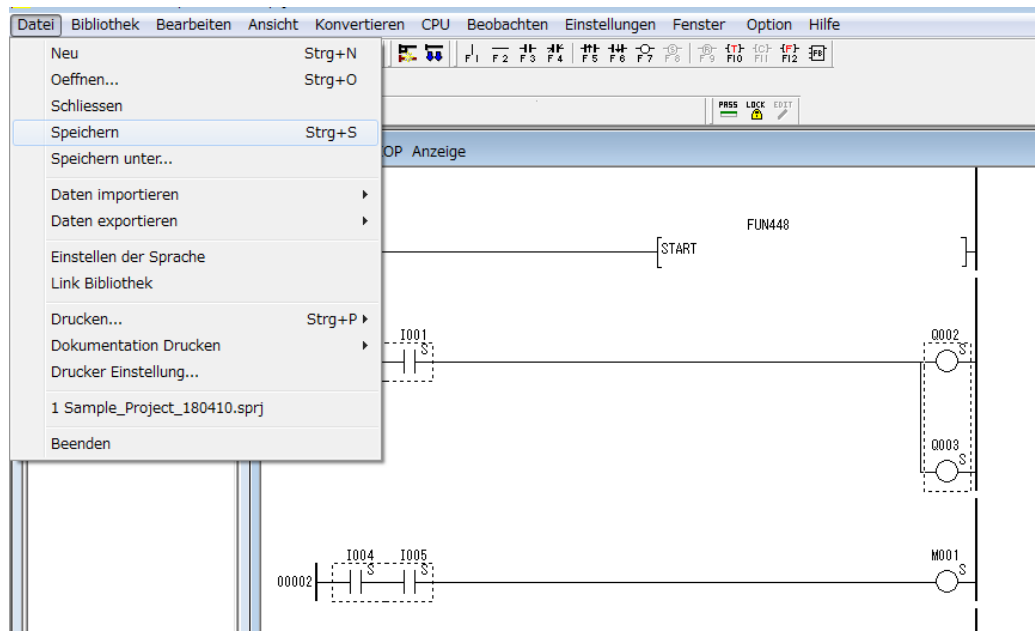 Datei Bibliothek Bearbeiten Ansicht Konvertieren CPU Beobachten Einstellungen Fenster Option Hilfe
Neu Strg+N
Oeffnen... Strg+O
Schliessen
Speichern Strg+S
Speichern unter...
Daten importieren
Daten exportieren
Einstellen der Sprache
Link Bibliothek
Drucken... Strg+P
Dokumentation Drucken
Drucker Einstellung...
1 Sample_Project_180410.sprj
Beenden
F1 F2 F3 F4 F5 F6 F7 F8 F9 F10 F11 F12 FB
PASS LOCK EDIT
OP Anzeige
FUN448
START
I001 Q002
S S
Q003
S
I004 I005 M001
S S S
00002